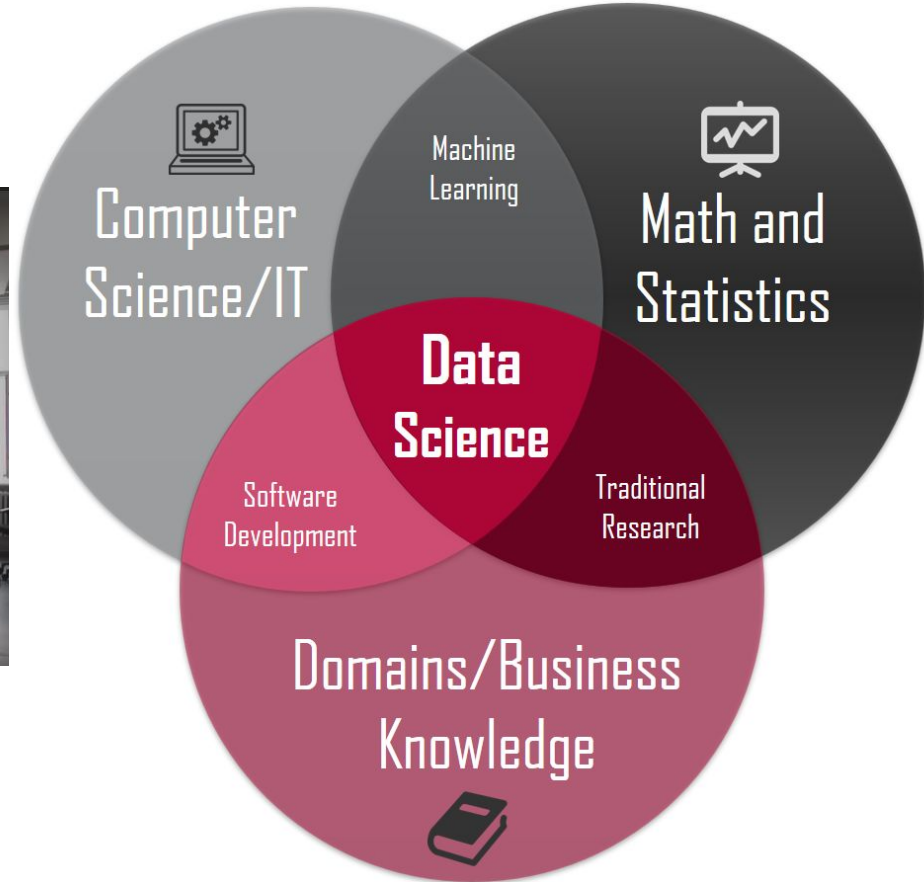 Computer
Science/IT
Machine
Learning
Math and
Statistics
Data
Science
Software
Development
Traditional
Research
Domains/Business
Knowledge